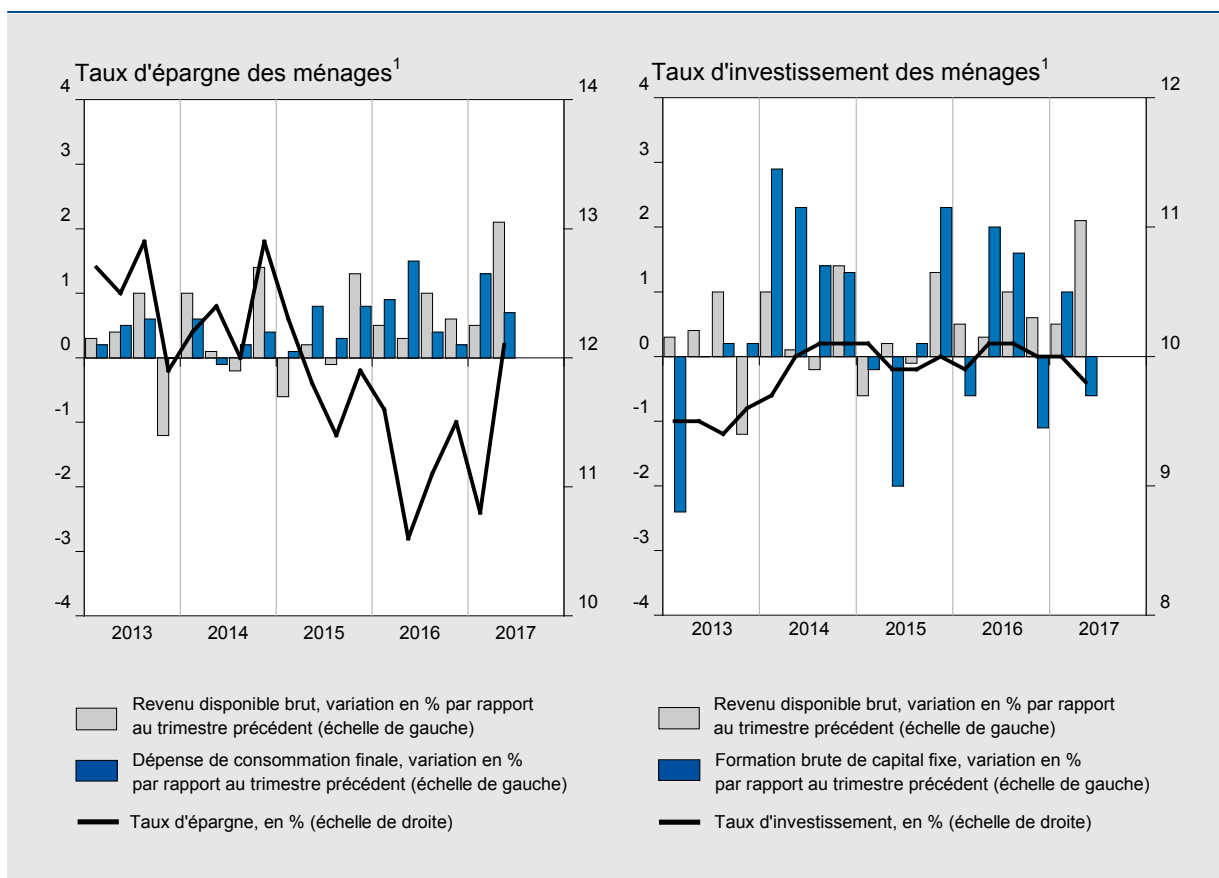 Taux d'épargne des ménages1
4
3
2
1
0
-1
-2
-3
-4
14
13
12
11
10
2013 2014 2015 2016 2017
Revenu disponible brut, variation en % par rapport
au trimestre précédent (échelle de gauche)
Dépense de consommation finale, variation en %
par rapport au trimestre précédent (échelle de gauche)
Taux d'épargne, en % (échelle de droite)
Taux d'investissement des ménages1
4
3
2
1
0
-1
-2
-3
-4
12
11
10
9
8
2013 2014 2015 2016 2017
Revenu disponible brut, variation en % par rapport
au trimestre précédent (échelle de gauche)
Formation brute de capital fixe, variation en %
par rapport au trimestre précédent (échelle de gauche)
Taux d'investissement, en % (échelle de droite)